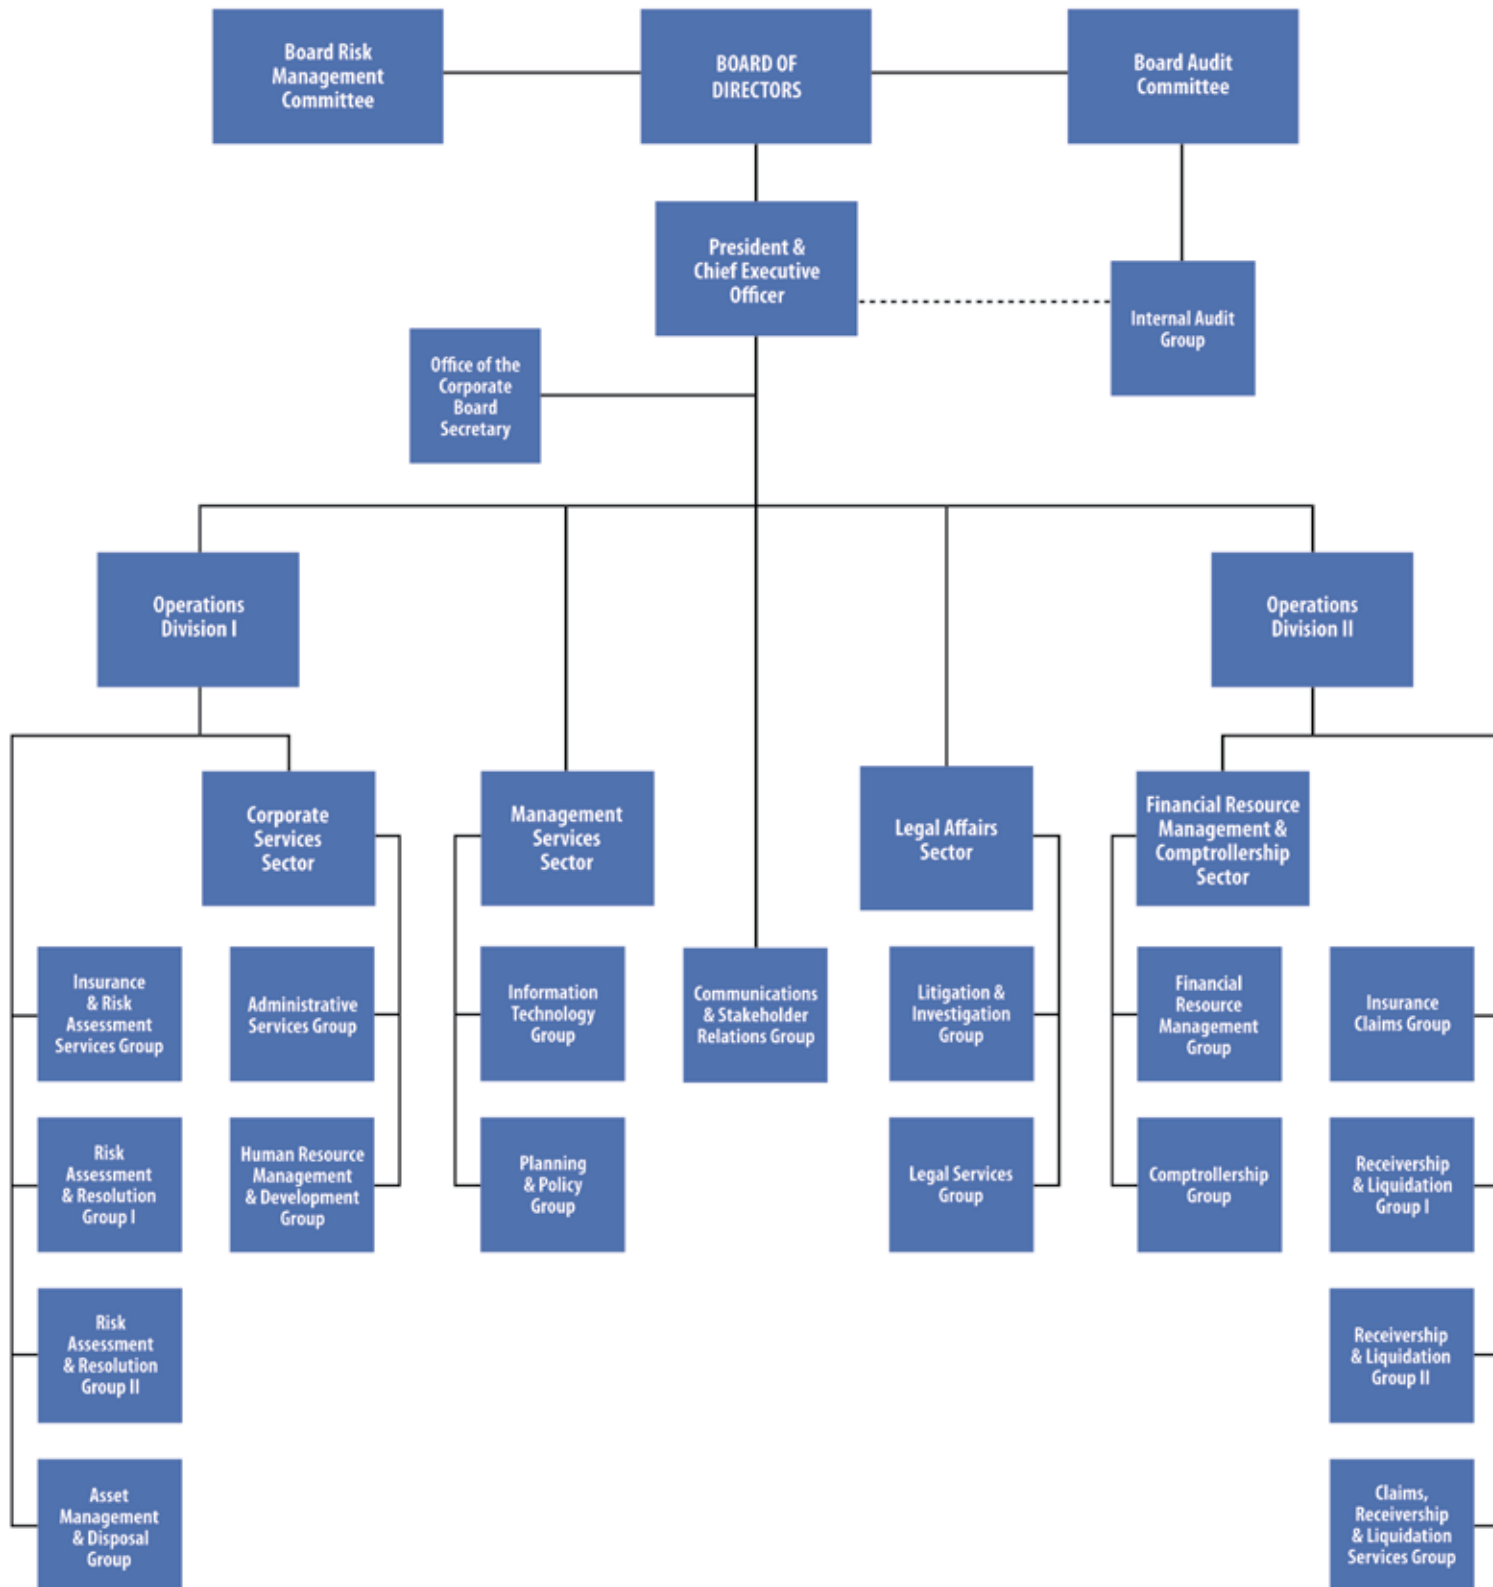 Board Risk
Management
Committee
BOARD OF
DIRECTORS
Board Audit
Committee
President &
Chief Executive
Officer
Internal Audit
Group
Office of the
Corporate
Board
Secretary
Operations
Division I
Operations
Division II
Corporate
Services
Sector
Management
Services
Sector
Legal Affairs
Sector
Financial Resource
Management &
Comptrollership
Sector
Insurance
& Risk
Assessment
Services Group
Administrative
Services Group
Information
Technology
Group
Communications
& Stakeholder
Relations Group
Litigation &
Investigation
Group
Financial
Resource
Management
Group
Insurance
Claims Group
Risk
Assessment
& Resolution
Group I
Human Resource
Management
& Development
Group
Planning
& Policy
Group
Legal Services
Group
Comptrollership
Group
Receivership
& Liquidation
Group I
Risk
Assessment
& Resolution
Group II
Receivership
& Liquidation
Group II
Asset
Management
& Disposal
Group
Claims,
Receivership
& Liquidation
Services Group